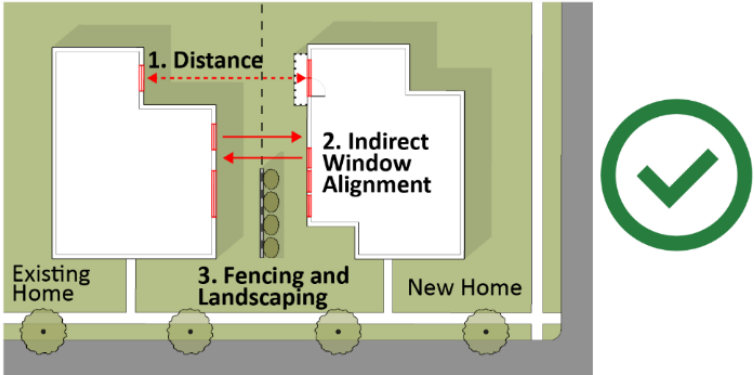 1. Distance
2. Indirect
Window
Alignment
3. Fencing and
Landscaping
Existing
Home
New Home